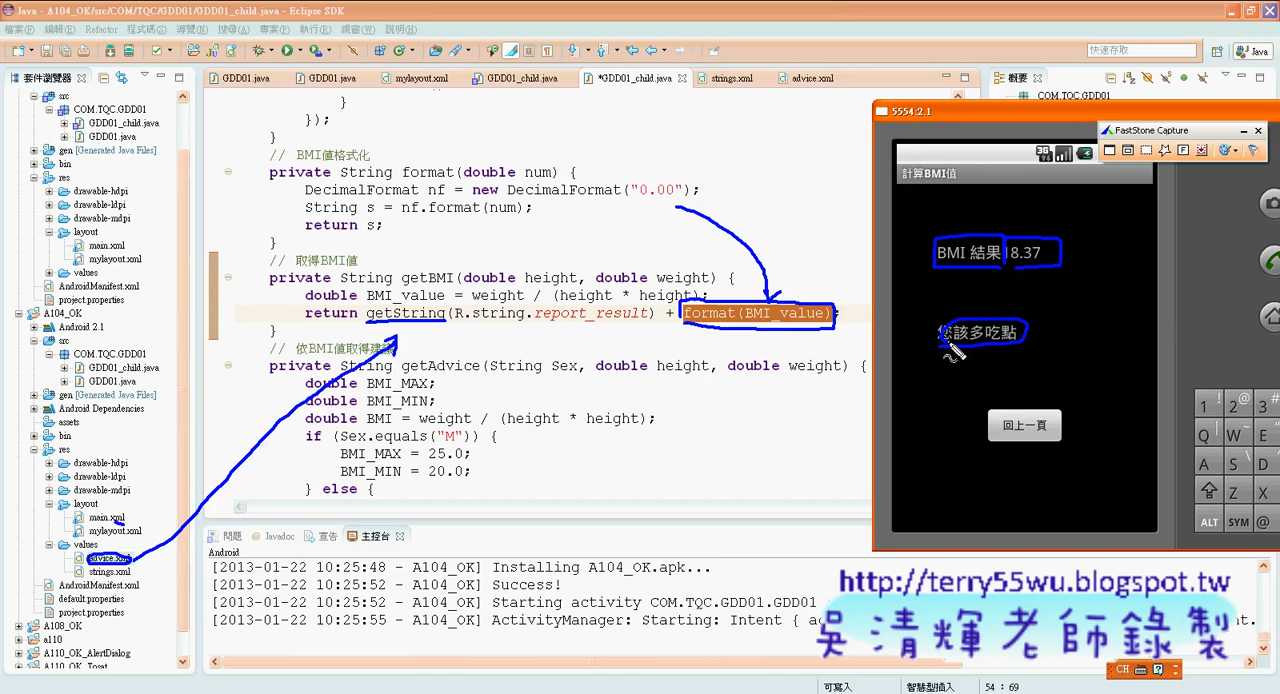 Java - A104_OK/src/COM/TQC/GDD01/GDD01_child.java - Eclipse SDK
檔案(F) 編輯(E) Refactor 程式碼(S) 導覽(N) 搜尋(A) 專案(P) 執行(R) 視窗(W) 說明(H)
快速存取
Java
套件瀏覽器
GDD01.java
GDD01.java
mylayout.xml
GDD01_child.java
*GDD01_child.java
strings.xml
advice.xml
概要
COM.TQC.GDD01
src
COM.TQC.GDD01
GDD01_child.java
GDD01.java
gen [Generated Java Files]
bin
res
drawable-hdpi
drawable-ldpi
drawable-mdpi
layout
main.xml
mylayout.xml
values
AndroidManifest.xml
project.properties
A104_OK
Android 2.1
src
COM.TQC.GDD01
GDD01_child.java
GDD01.java
gen [Generated Java Files]
Android Dependencies
assets
bin
res
drawable-hdpi
drawable-ldpi
drawable-mdpi
layout
main.xml
mylayout.xml
values
advice.xml
strings.xml
AndroidManifest.xml
default.properties
project.properties
A108_OK
a110
A110_AlertDialog
A110_OK_Tosat
}
});
}
// BMI值格式化
private String format(double num) {
DecimalFormat nf = new DecimalFormat("0.00");
String s = nf.format(num);
return s;
}
// 取得BMI值
private String getBMI(double height, double weight) {
double BMI_value = weight / (height * height);
return getString(R.string.report_result) + format(BMI_value);
}
// 依BMI值取得建議
private String getAdvice(String Sex, double height, double weight) {
double BMI_MAX;
double BMI_MIN;
double BMI = weight / (height * height);
if (Sex.equals("M")) {
BMI_MAX = 25.0;
BMI_MIN = 20.0;
} else {
5554:2.1
FastStone Capture
3G
計算BMI值
BMI 結果18.37
您該多吃點
回上一頁
1 ! 2 @ 3 #
Q W E
A S D
Z X
ALT SYM @
問題 Javadoc 宣告 主控台
Android
[2013-01-22 10:25:48 - A104_OK] Installing A104_OK.apk...
[2013-01-22 10:25:52 - A104_OK] Success!
[2013-01-22 10:25:52 - A104_OK] Starting activity COM.TQC.GDD01.GDD01
[2013-01-22 10:25:55 - A104_OK] ActivityManager: Starting: Intent { a
http://terry55wu.blogspot.tw
吳清輝老師錄製
CH
可寫入 智慧型插入 54 : 69